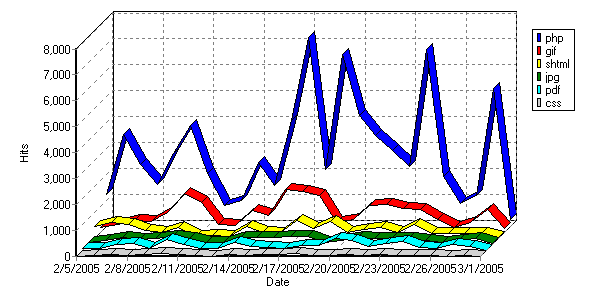 8,000
7,000
6,000
5,000
4,000
3,000
2,000
1,000
0
Hits
2/5/2005
2/8/2005
2/11/2005
2/14/2005
2/17/2005
2/20/2005
2/23/2005
2/26/2005
3/1/2005
Date
php
gif
shtml
jpg
pdf
css